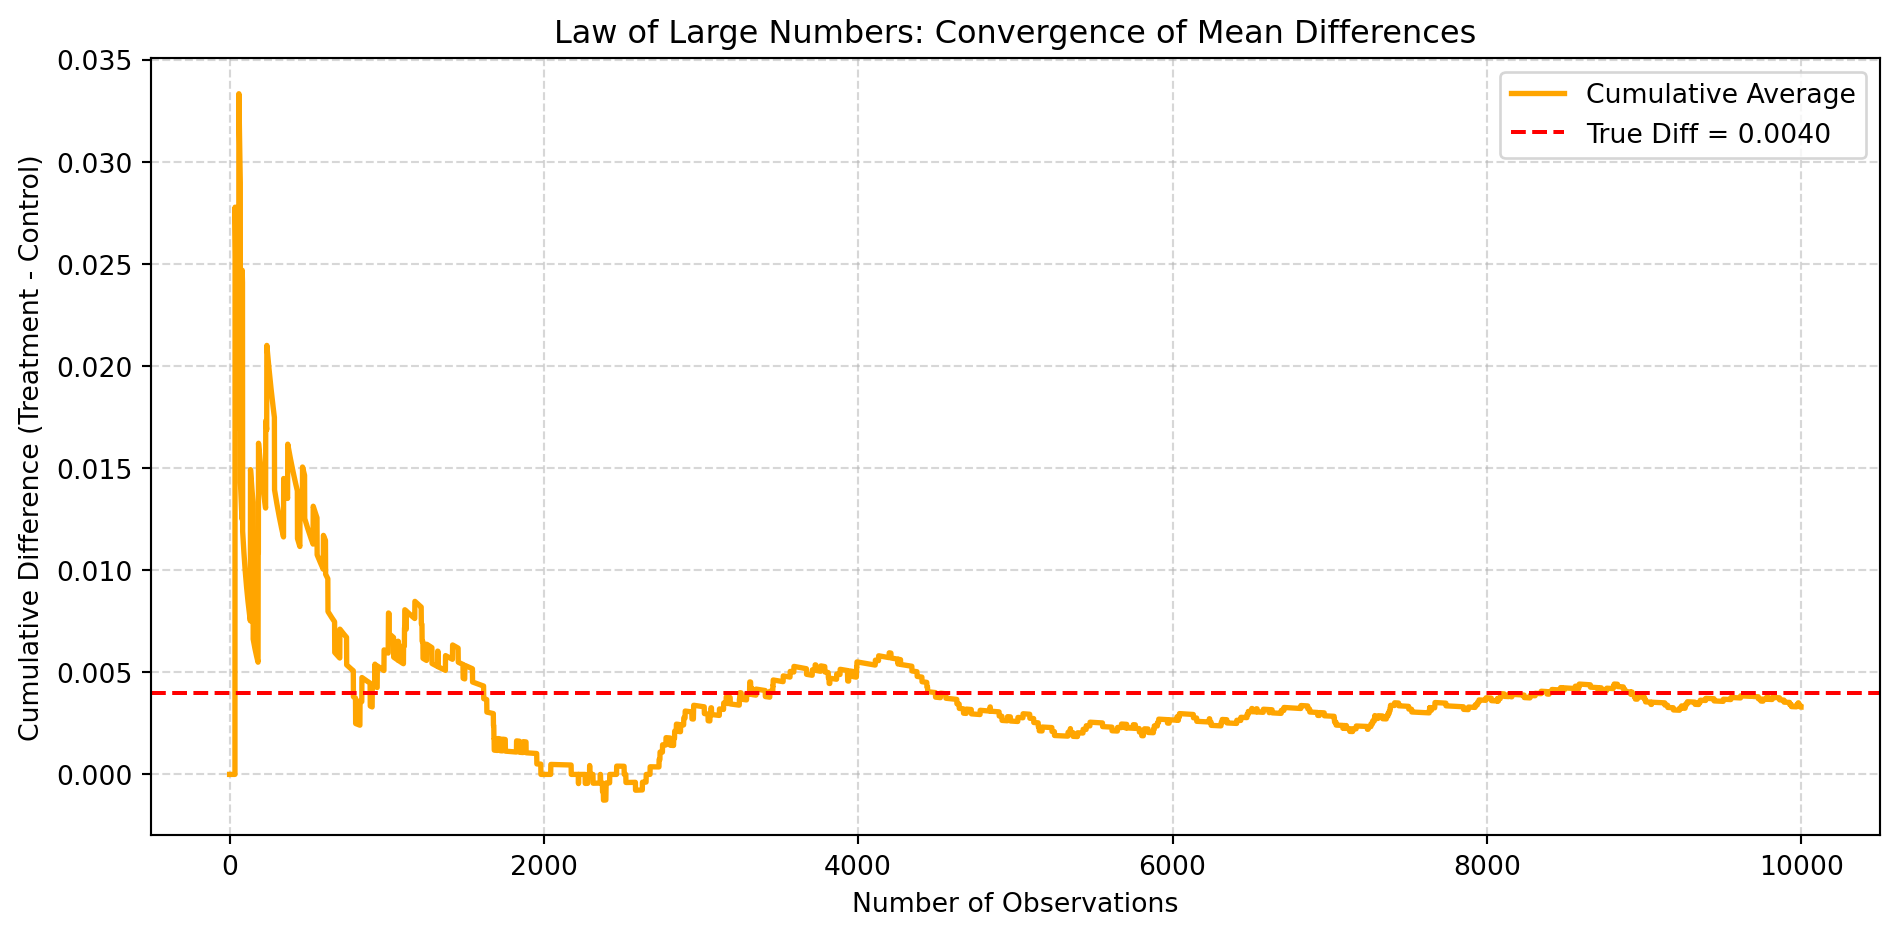 Law of Large Numbers: Convergence of Mean Differences
Cumulative Average
True Diff = 0.0040
Cumulative Difference (Treatment - Control)
0.035
0.030
0.025
0.020
0.015
0.010
0.005
0.000
0 2000 4000 6000 8000 10000
Number of Observations